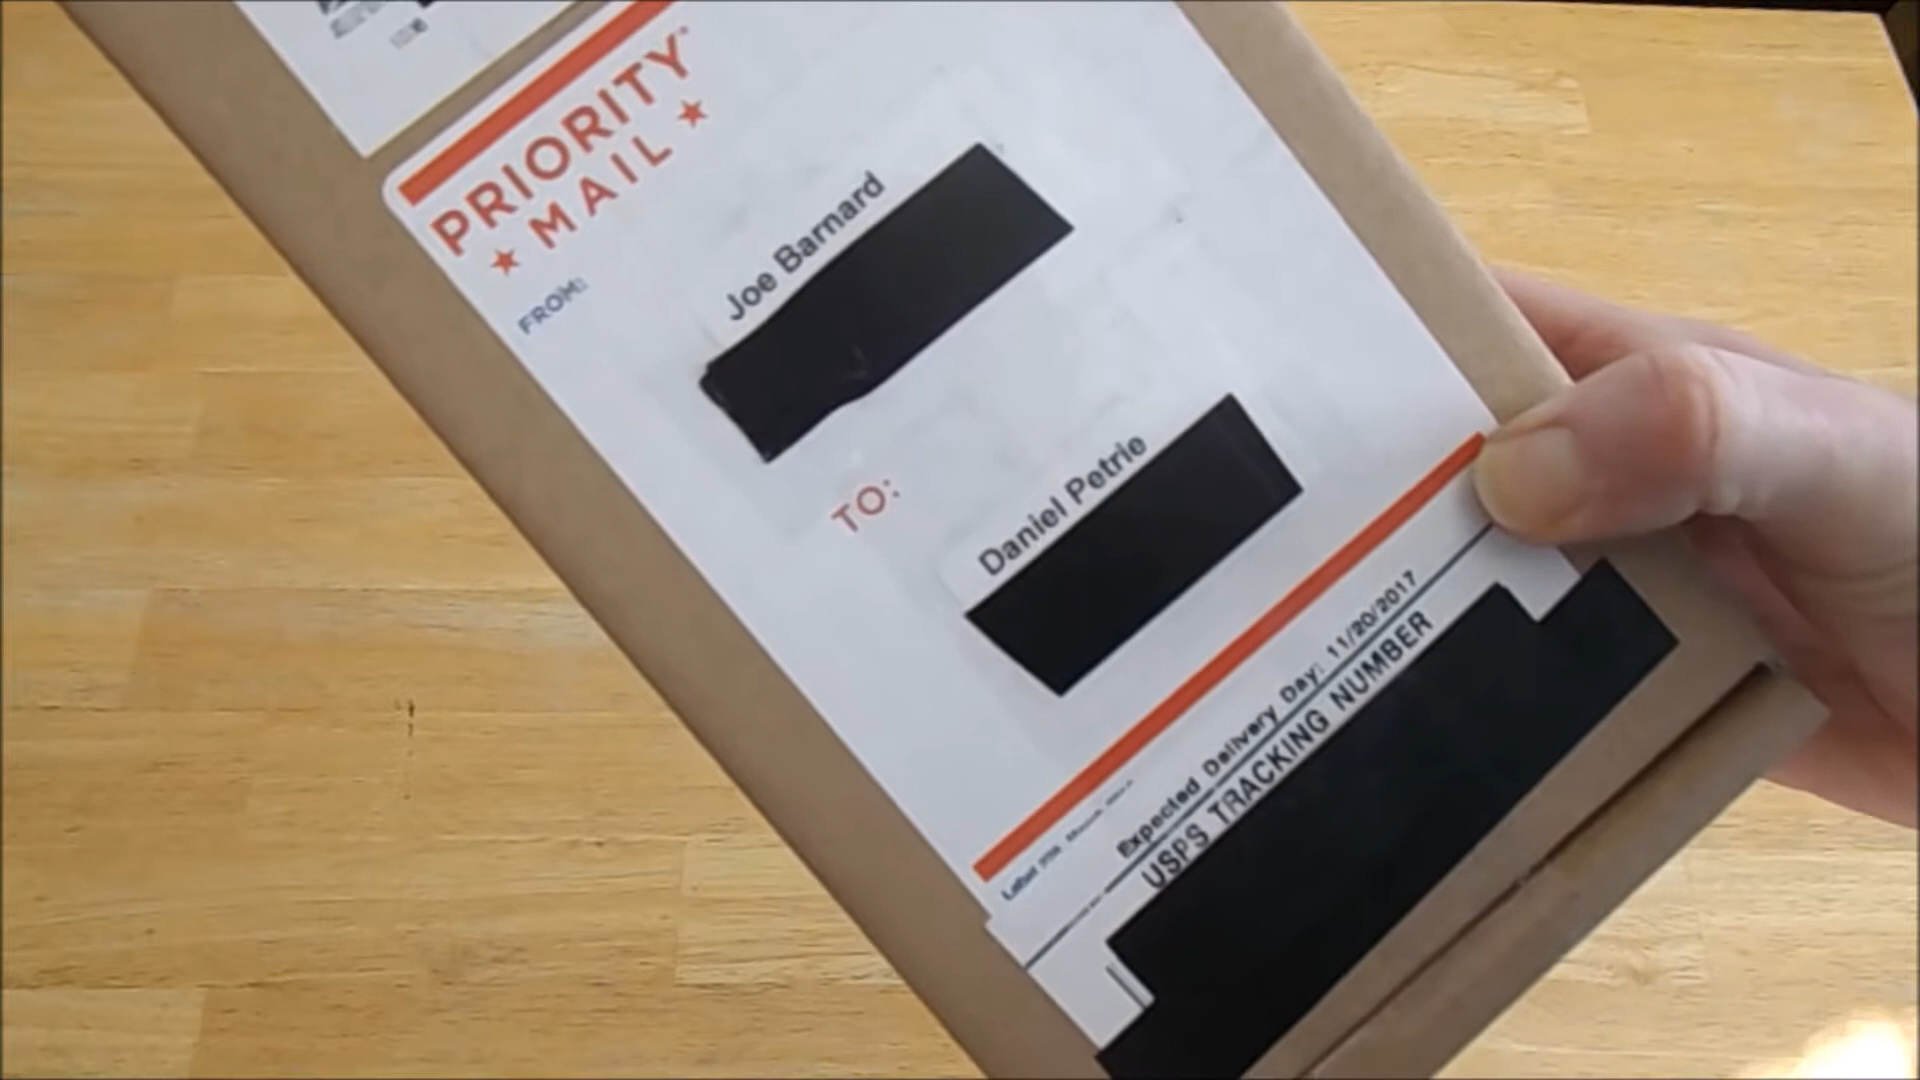 PRIORITY
★ MAIL ★
FROM:
Joe Barnard
TO:
Daniel Petrie
Expected Delivery Day: 11/20/2017
USPS TRACKING NUMBER